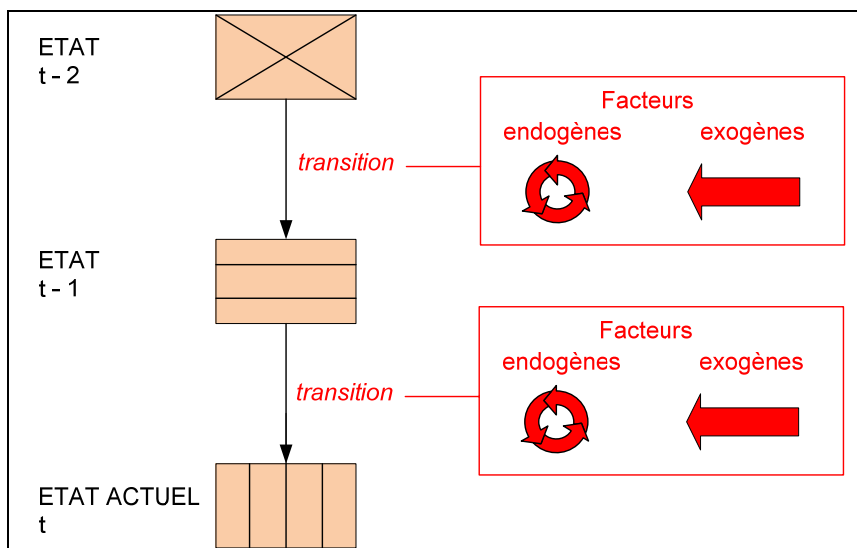 ETAT
t - 2
Facteurs
endogènes exogènes
transition
ETAT
t - 1
Facteurs
endogènes exogènes
transition
ETAT ACTUEL
t